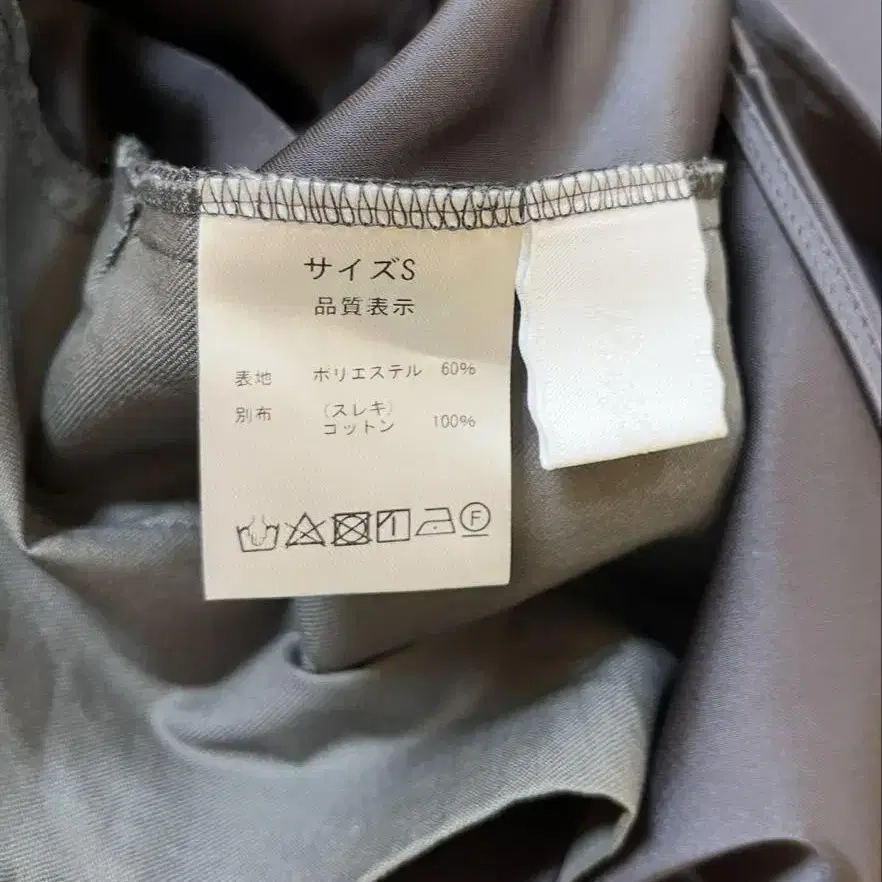 サイズS
品質表示
表地 ポリエステル 60%
別布 (スレキ)
コットン 100%
F